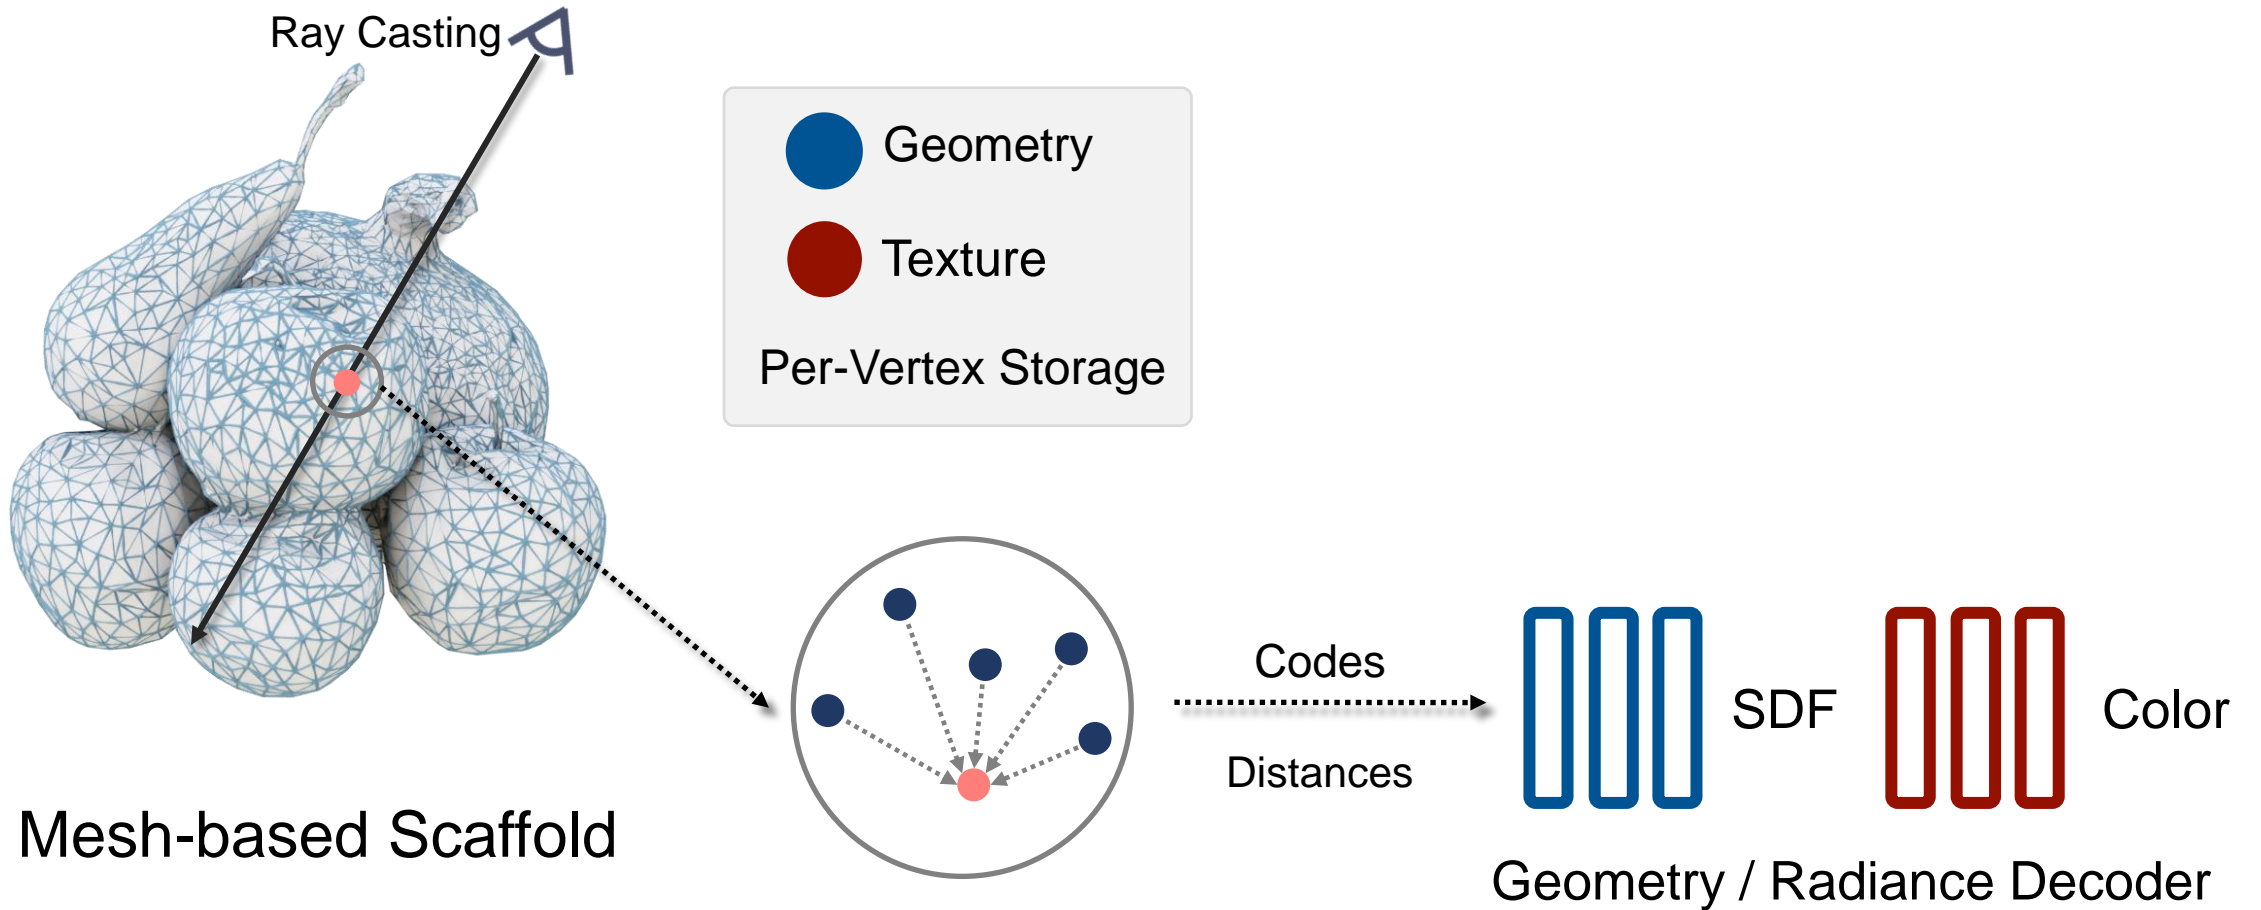 Ray Casting
Geometry
Texture
Per-Vertex Storage
Codes
Distances
SDF
Color
Mesh-based Scaffold
Geometry / Radiance Decoder